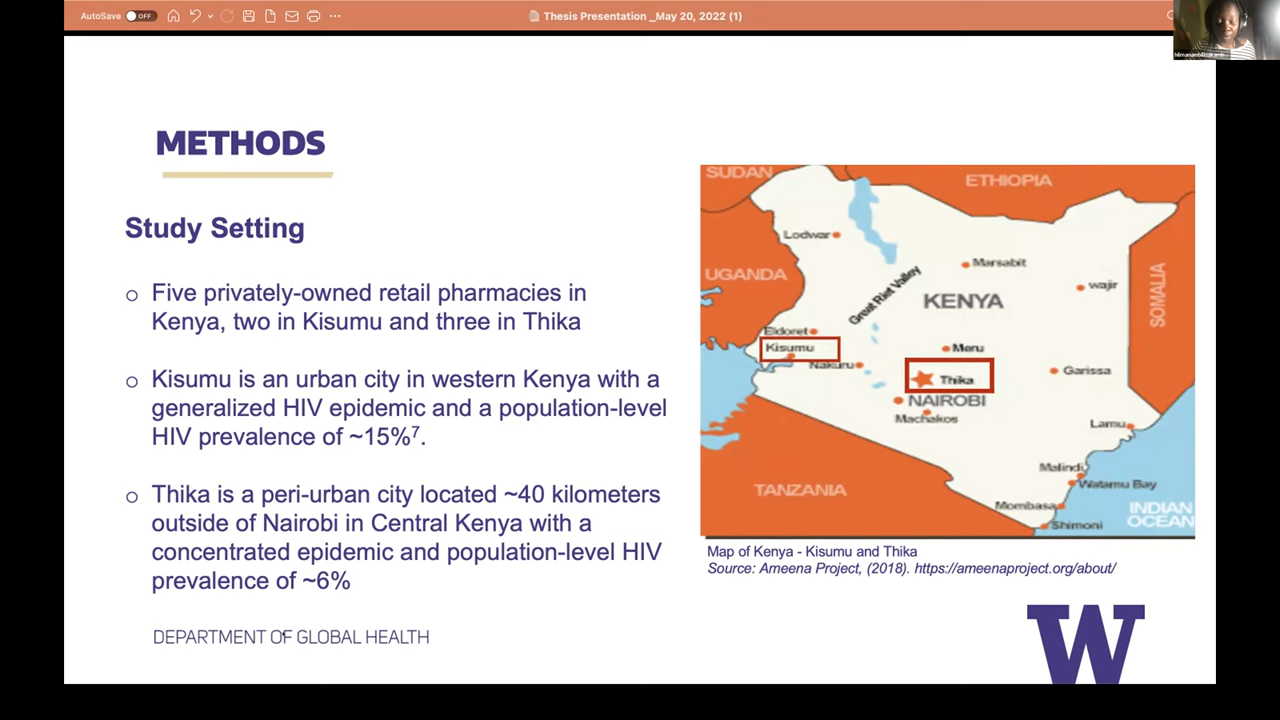 AutoSave OFF
Thesis Presentation _May 20, 2022 (1)
METHODS
Study Setting
o Five privately-owned retail pharmacies in
Kenya, two in Kisumu and three in Thika
o Kisumu is an urban city in western Kenya with a
generalized HIV epidemic and a population-level
HIV prevalence of ~15%⁷.
o Thika is a peri-urban city located ~40 kilometers
outside of Nairobi in Central Kenya with a
concentrated epidemic and population-level HIV
prevalence of ~6%
DEPARTMENT OF GLOBAL HEALTH
SUDAN
ETHIOPIA
Lodwar
Marsabit
UGANDA
wajir
SOMALIA
Great Rift Valley
KENYA
Eldoret
Kisumu
Meru
Nakuru
Thika
Garissa
NAIROBI
Machakos
Lamu
Malindi
TANZANIA
Watamu Bay
Mombasa
INDIAN
OCEAN
Shimoni
Map of Kenya - Kisumu and Thika
Source: Ameena Project, (2018). https://ameenaproject.org/about/
W